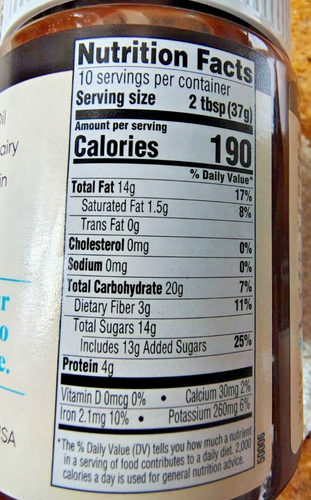 Nutrition Facts
10 servings per container
Serving size 2 tbsp (37g)
Amount per serving
Calories 190
% Daily Value*
Total Fat 14g 17%
Saturated Fat 1.5g 8%
Trans Fat 0g
Cholesterol 0mg 0%
Sodium 0mg 0%
Total Carbohydrate 20g 7%
Dietary Fiber 3g 11%
Total Sugars 14g
Includes 13g Added Sugars 25%
Protein 4g
Vitamin D 0mcg 0% • Calcium 30mg 2%
Iron 2.1mg 10% • Potassium 260mg 6%
*The % Daily Value (DV) tells you how much a nutrient
in a serving of food contributes to a daily diet. 2,000
calories a day is used for general nutrition advice.